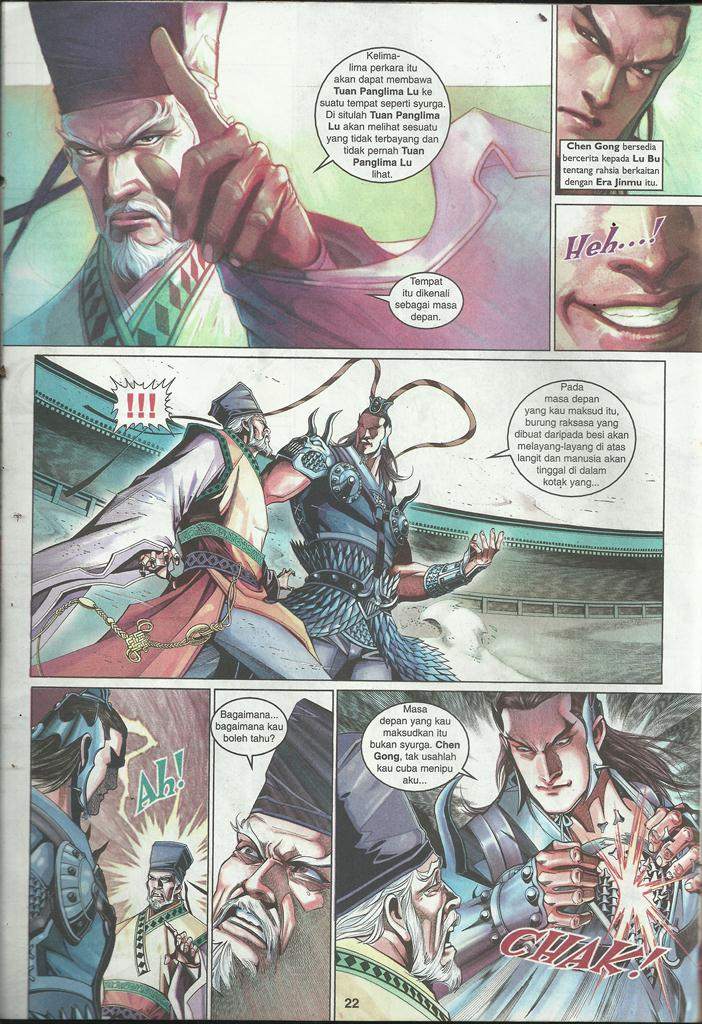 Kelima-
lima perkara itu
akan dapat membawa
Tuan Panglima Lu ke
suatu tempat seperti syurga.
Di situlah Tuan Panglima
Lu akan melihat sesuatu
yang tidak terbayang dan
tidak pernah Tuan
Panglima Lu
lihat.
Tempat
itu dikenali
sebagai masa
depan.
Chen Gong bersedia
bercerita kepada Lu Bu
tentang rahsia berkaitan
dengan Era Jinmu itu.
Heh....!
!!!
Pada
masa depan
yang kau maksud itu,
burung raksasa yang
dibuat daripada besi akan
melayang-layang di atas
langit dan manusia akan
tinggal di dalam
kotak yang...
Ah!
Bagaimana...
bagaimana kau
boleh tahu?
Masa
depan yang kau
maksudkan itu
bukan syurga. Chen
Gong, tak usahlah
kau cuba menipu
aku...
CHAK!
22